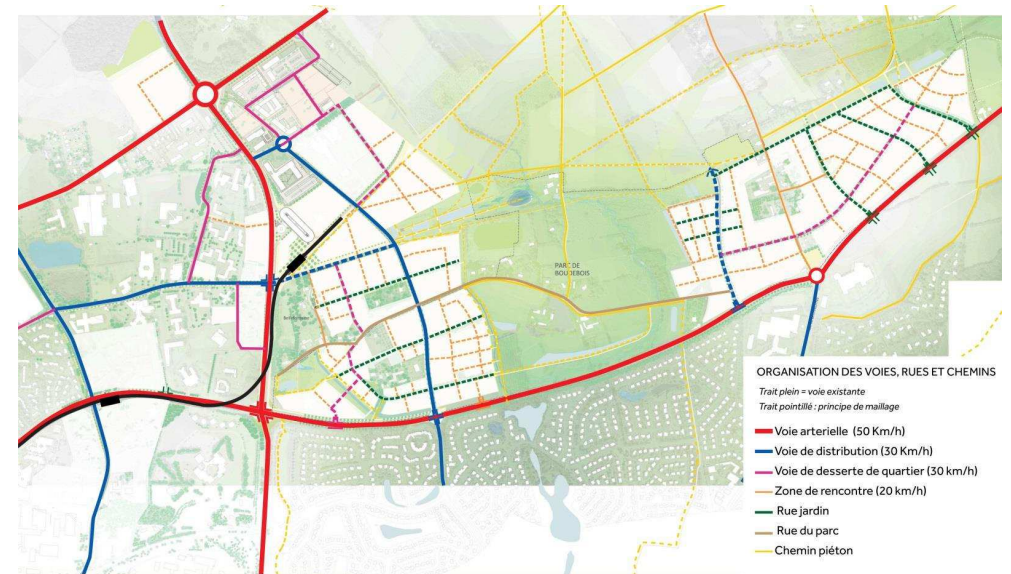 PARC DE
BOUDEBOIS
ORGANISATION DES VOIES, RUES ET CHEMINS
Trait plein = voie existante
Trait pointillé : principe de maillage
Voie arterielle (50 Km/h)
Voie de distribution (30 Km/h)
Voie de desserte de quartier (30 km/h)
Zone de rencontre (20 km/h)
Rue jardin
Rue du parc
Chemin piéton